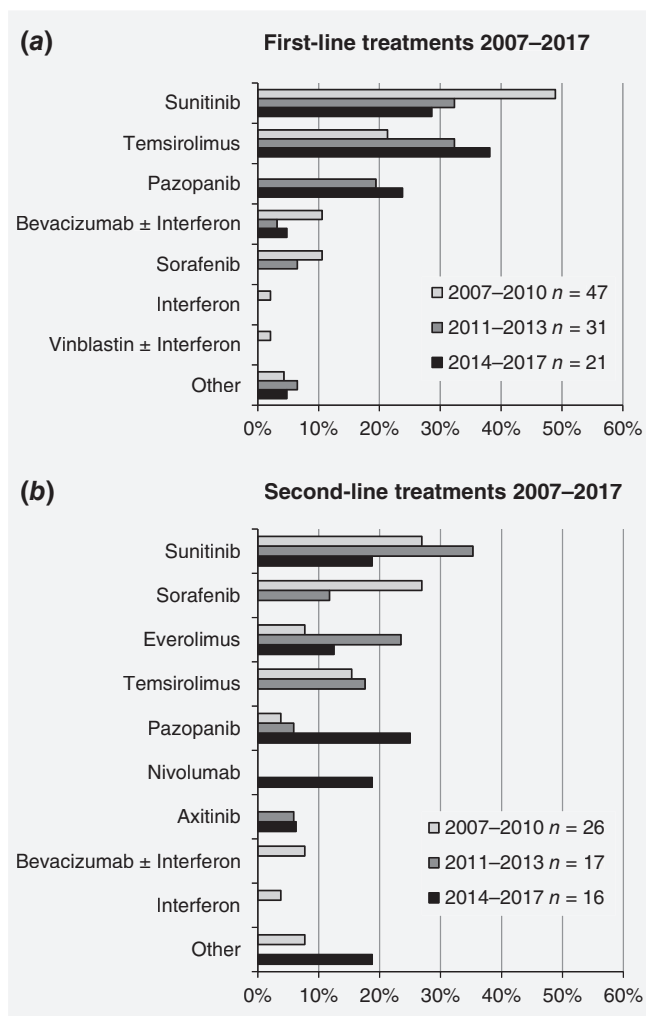 (a) First-line treatments 2007–2017
Sunitinib
Temsirolimus
Pazopanib
Bevacizumab ± Interferon
Sorafenib
Interferon
Vinblastin ± Interferon
Other
2007–2010 n = 47
2011–2013 n = 31
2014–2017 n = 21
0% 10% 20% 30% 40% 50% 60%
(b) Second-line treatments 2007–2017
Sunitinib
Sorafenib
Everolimus
Temsirolimus
Pazopanib
Nivolumab
Axitinib
Bevacizumab ± Interferon
Interferon
Other
2007–2010 n = 26
2011–2013 n = 17
2014–2017 n = 16
0% 10% 20% 30% 40% 50% 60%